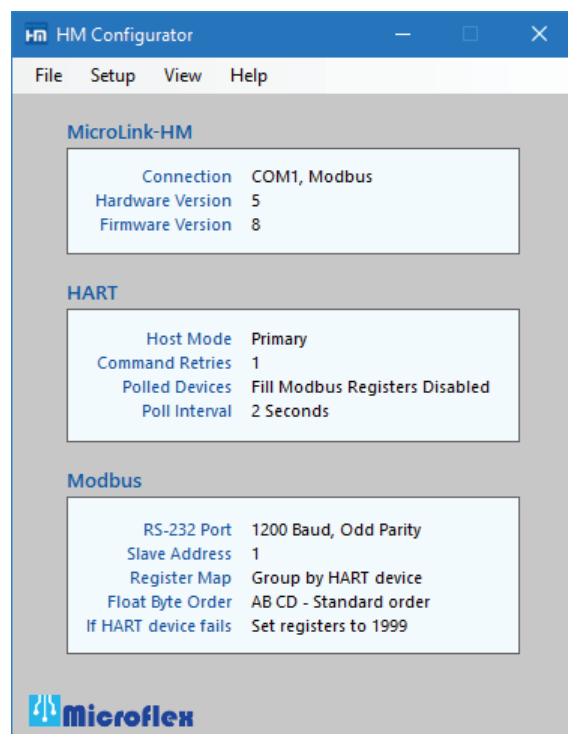 HM HM Configurator
File Setup View Help
MicroLink-HM
Connection COM1, Modbus
Hardware Version 5
Firmware Version 8
HART
Host Mode Primary
Command Retries 1
Polled Devices Fill Modbus Registers Disabled
Poll Interval 2 Seconds
Modbus
RS-232 Port 1200 Baud, Odd Parity
Slave Address 1
Register Map Group by HART device
Float Byte Order AB CD - Standard order
If HART device fails Set registers to 1999
Microflex